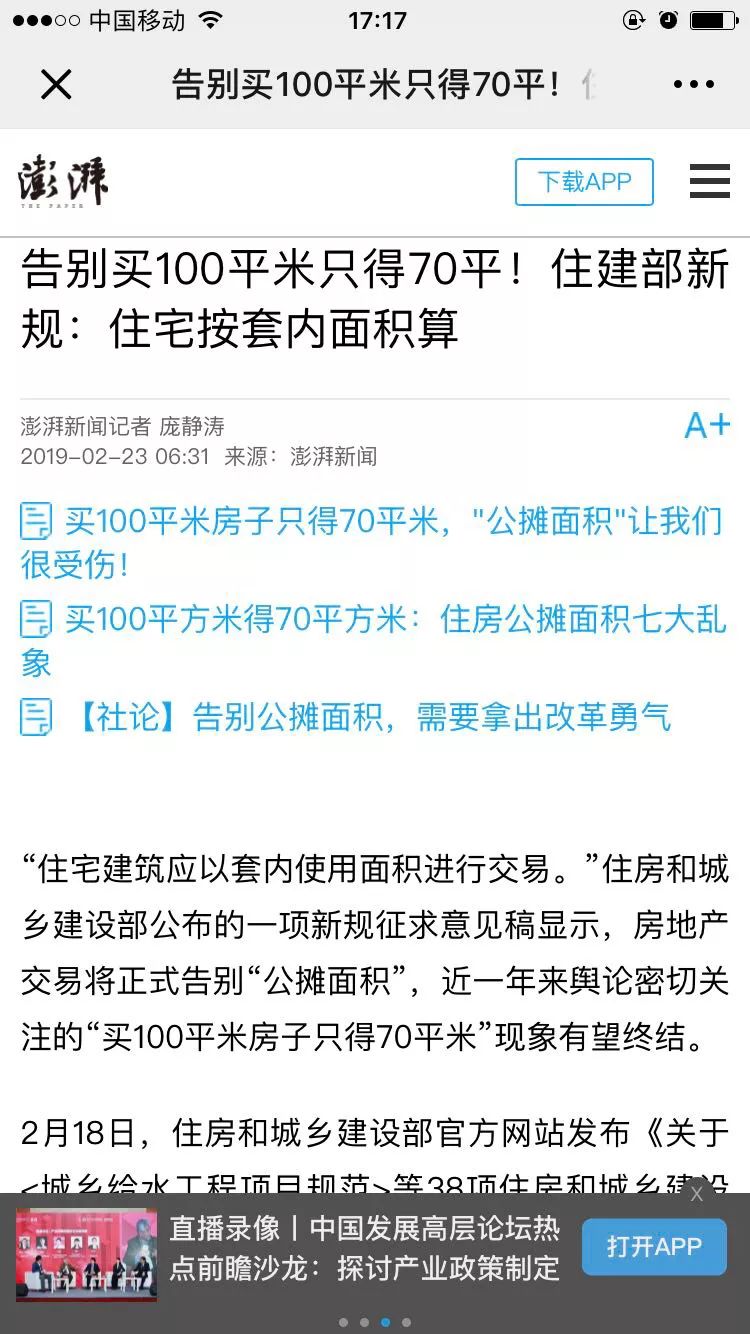 中国移动
17:17
告别买100平米只得70平！
澎湃
THE PAPER
下载APP
告别买100平米只得70平！住建部新
规：住宅按套内面积算
澎湃新闻记者 庞静涛
2019-02-23 06:31 来源：澎湃新闻
A+
买100平米房子只得70平米，"公摊面积"让我们
很受伤！
买100平方米得70平方米：住房公摊面积七大乱
象
【社论】告别公摊面积，需要拿出改革勇气
“住宅建筑应以套内使用面积进行交易。”住房和城
乡建设部公布的一项新规征求意见稿显示，房地产
交易将正式告别“公摊面积”，近一年来舆论密切关
注的“买100平米房子只得70平米”现象有望终结。
2月18日，住房和城乡建设部官方网站发布《关于
<城乡给水工程项目规范>等38项住房和城乡建设
X
直播录像丨中国发展高层论坛热
点前瞻沙龙：探讨产业政策制定
打开APP